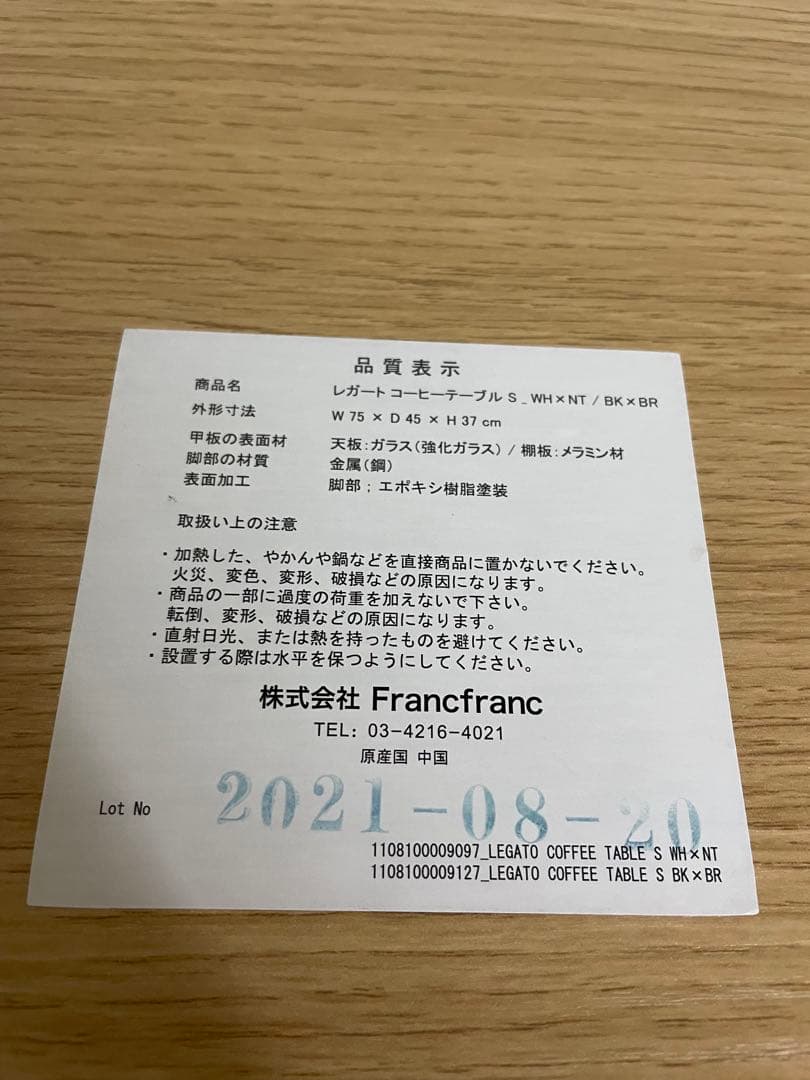 品質表示
商品名 レガート コーヒーテーブル S _ WH×NT / BK×BR
外形寸法 W 75 × D 45 × H 37 cm
甲板の表面材 天板:ガラス(強化ガラス) / 棚板:メラミン材
脚部の材質 金属(鋼)
表面加工 脚部 ; エポキシ樹脂塗装
取扱い上の注意
・加熱した、やかんや鍋などを直接商品に置かないでください。
火災、変色、変形、破損などの原因になります。
・商品の一部に過度の荷重を加えないで下さい。
転倒、変形、破損などの原因になります。
・直射日光、または熱を持ったものを避けてください。
・設置する際は水平を保つようにしてください。
株式会社 Francfranc
TEL: 03-4216-4021
原産国 中国
Lot No 2021-08-20
1108100009097_LEGATO COFFEE TABLE S WH×NT
1108100009127_LEGATO COFFEE TABLE S BK×BR